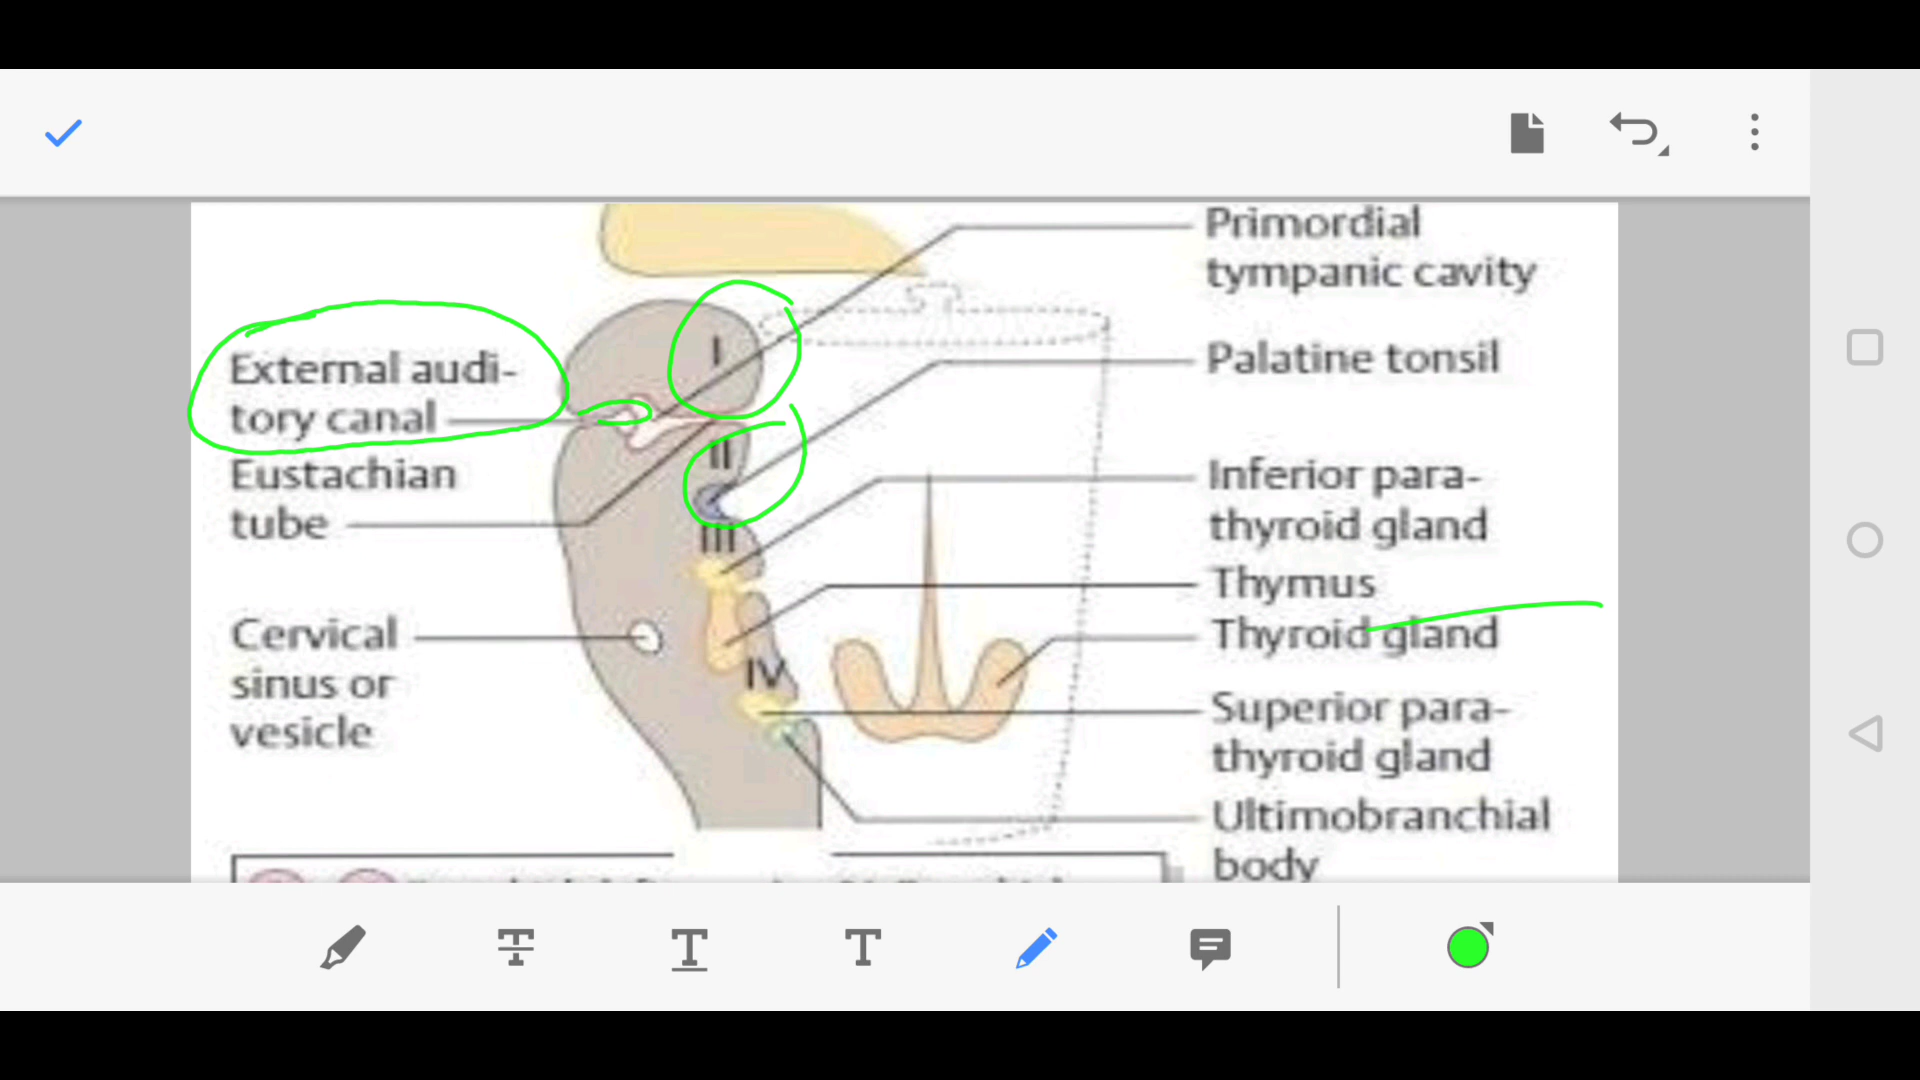 Primordial
tympanic cavity
External audi-
tory canal
Palatine tonsil
Eustachian
tube
Inferior para-
thyroid gland
Thymus
Thyroid gland
Cervical
sinus or
vesicle
Superior para-
thyroid gland
Ultimobranchial
body
I
II
III
IV